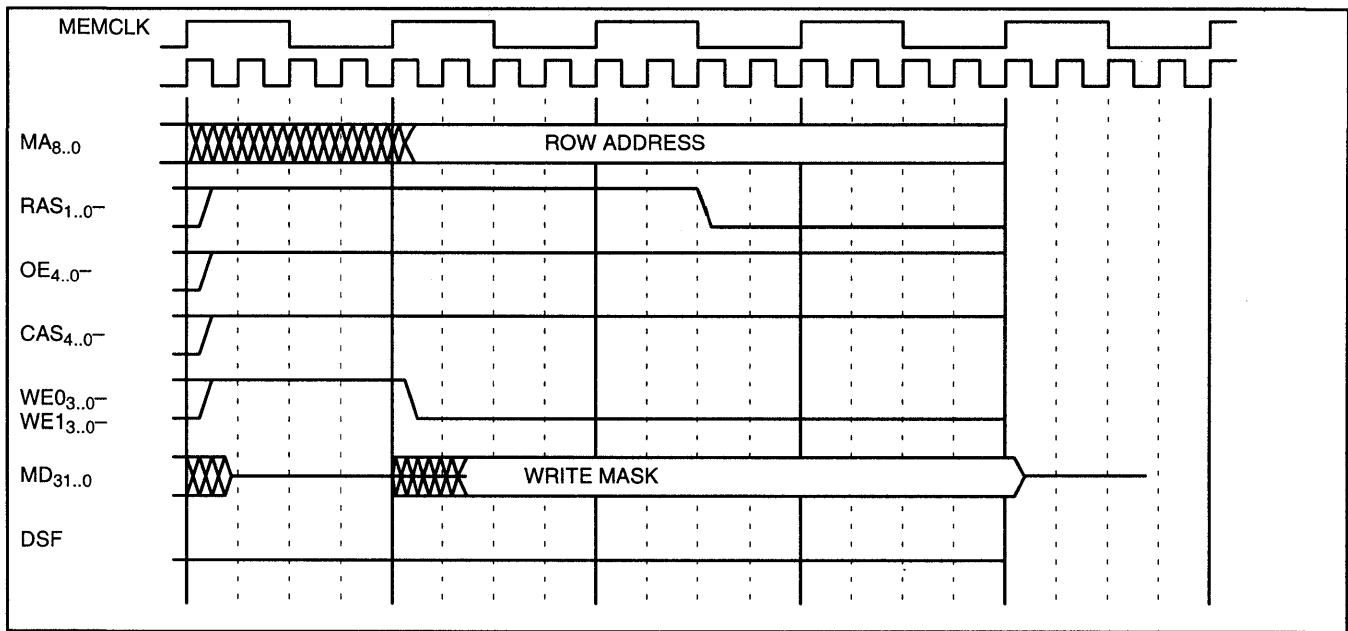 MEMCLK
MA8..0
ROW ADDRESS
RAS1..0–
OE4..0–
CAS4..0–
WE03..0–
WE13..0–
MD31..0
WRITE MASK
DSF